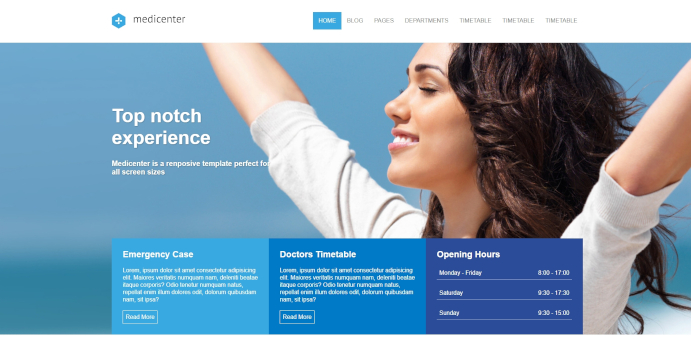 medicenter
HOME BLOG PAGES DEPARTMENTS TIMETABLE TIMETABLE TIMETABLE
Top notch
experience
Medicenter is a renposive template perfect for
all screen sizes
Emergency Case
Lorem, ipsum dolor sit amet consectetur adipisicing
elit. Maiores veritatis numquam nam, deleniti beatae
itaque corporis? Odio tenetur numquam nam,
repellat enim illum dolores odit, dolorum quibusdam
nam, sit ipsa?
Read More
Doctors Timetable
Lorem, ipsum dolor sit amet consectetur adipisicing
elit. Maiores veritatis numquam nam, deleniti beatae
itaque corporis? Odio tenetur numquam nam,
repellat enim illum dolores odit, dolorum quibusdam
nam, sit ipsa?
Read More
Opening Hours
Monday - Friday 8:00 - 17:00
Saturday 9:30 - 17:30
Sunday 9:30 - 15:00